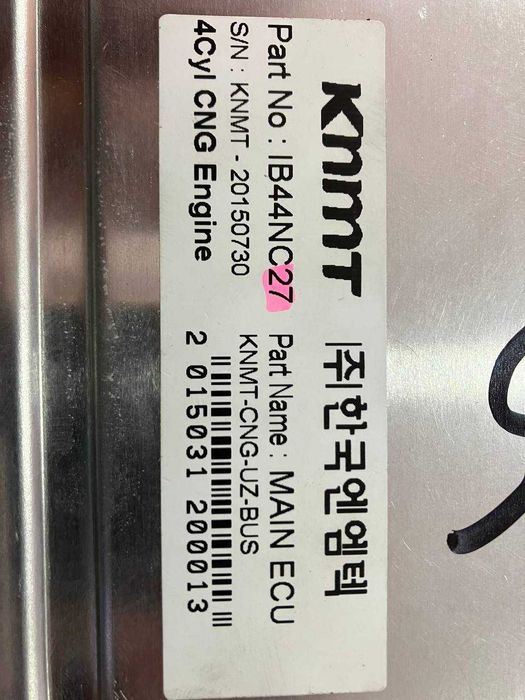 Knmt |주|한국엔엠텍
Part No : IB44NC27 Part Name : MAIN ECU
S/N : KNMT - 20150730 KNMT-CNG-UZ-BUS
4Cyl CNG Engine
2 015031 200013